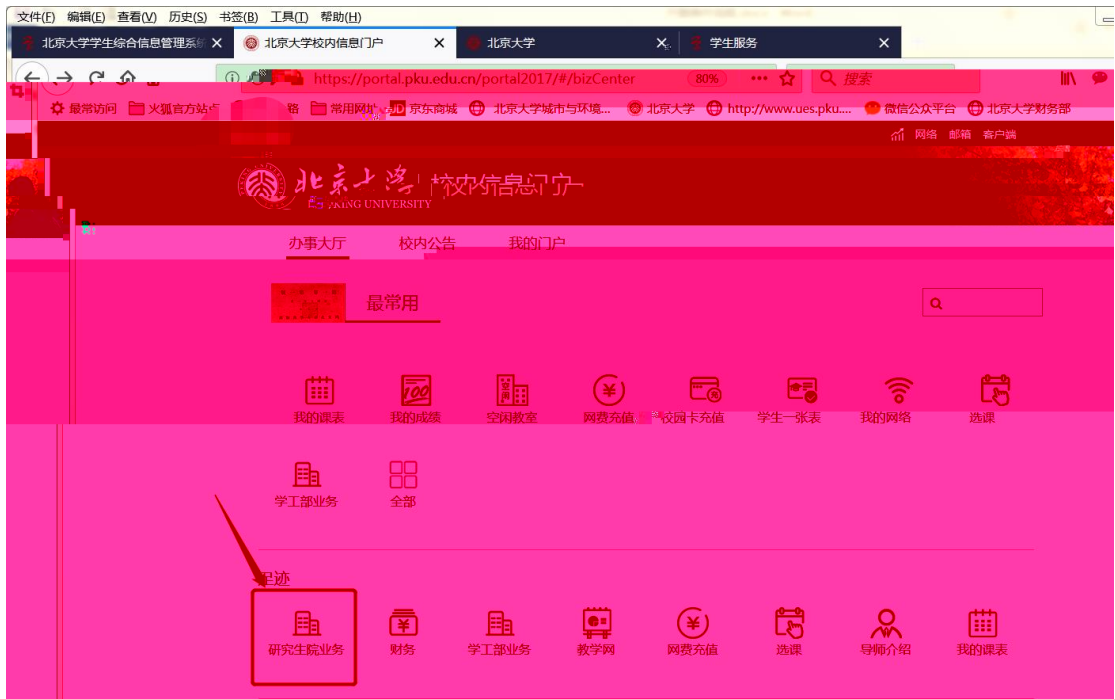 文件(F) 编辑(E) 查看(V) 历史(S) 书签(B) 工具(T) 帮助(H)
北京大学学生综合信息管理系统 北京大学校内信息门户 北京大学 学生服务
https://portal.pku.edu.cn/portal2017/#/bizCenter 80% 搜索
最常访问 火狐官方站点 常用网址 JD 京东商城 北京大学城市与环境... 北京大学 http://www.ues.pku.... 微信公众平台 北京大学财务部
网络 邮箱 客户端
北京大学 校内信息门户
PEKING UNIVERSITY
办事大厅 校内公告 我的门户
最常用
我的课表 我的成绩 空闲教室 网费充值 校园卡充值 学生一张表 我的网络 选课
学工部业务 全部
足迹
研究生院业务 财务 学工部业务 教学网 网费充值 选课 导师介绍 我的课表